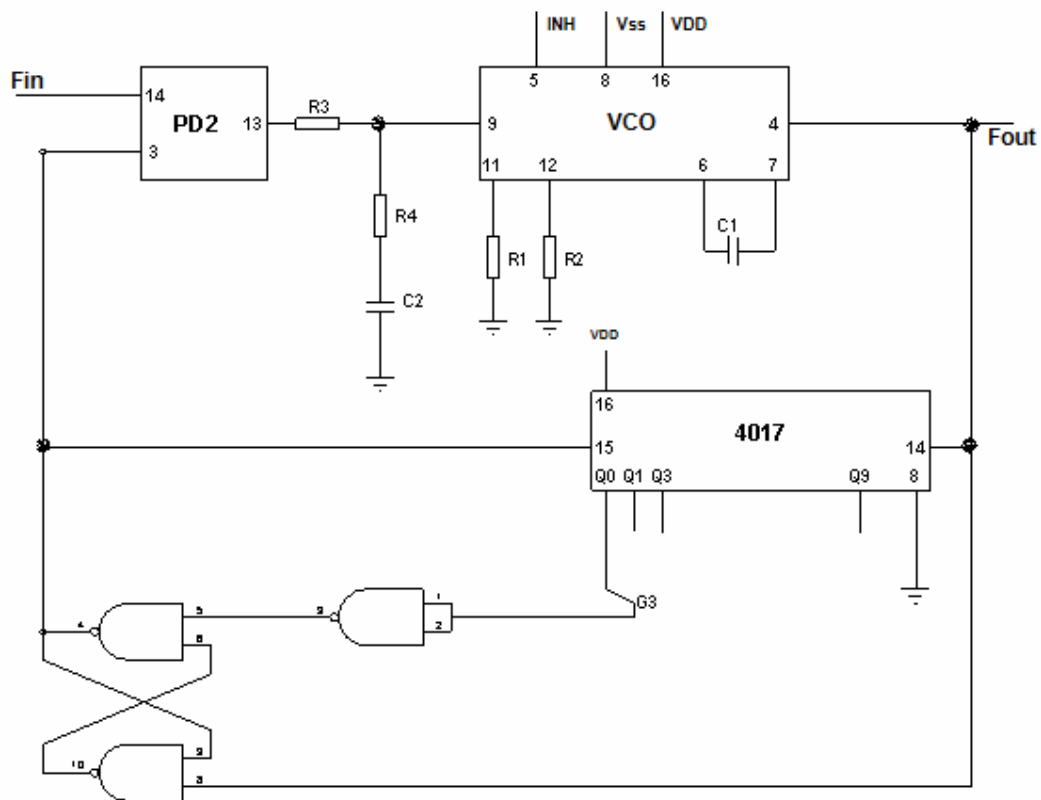 INH Vss VDD
Fin
5 8 16
14
PD2 13
3
R3
9 VCO 4
11 12 6 7
Fout
R4
R1 R2
C1
C2
VDD
16
4017
15 14
Q0 Q1 Q3 Q9 8
G3
1
2
3
5
4
6
9
10